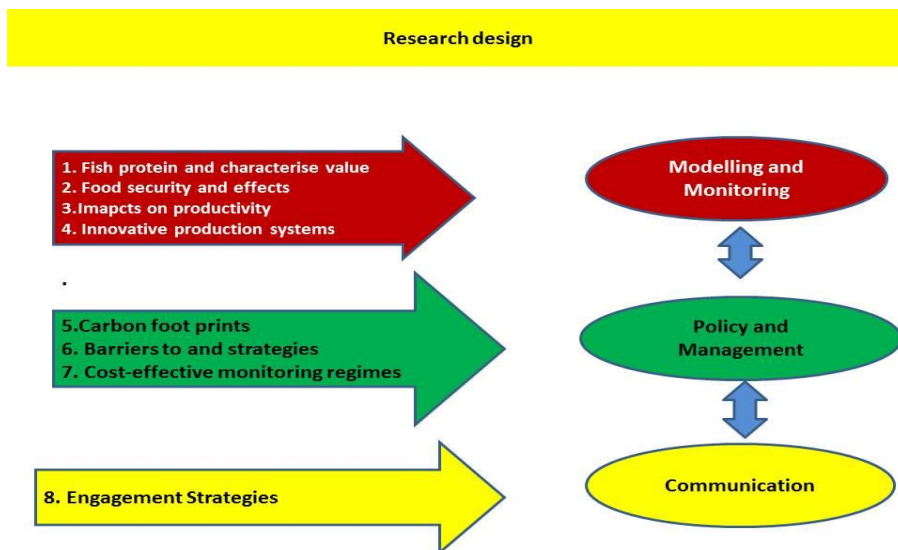 Research design
1. Fish protein and characterise value
2. Food security and effects
3.Imapcts on productivity
4. Innovative production systems
.
Modelling and
Monitoring
5.Carbon foot prints
6. Barriers to and strategies
7. Cost-effective monitoring regimes
Policy and
Management
8. Engagement Strategies
Communication